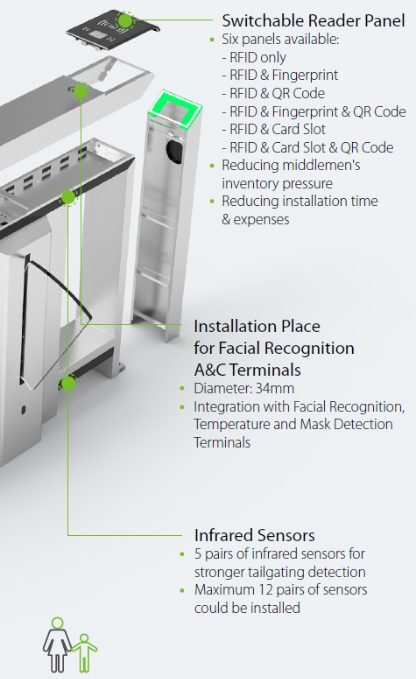 Switchable Reader Panel
• Six panels available:
- RFID only
- RFID & Fingerprint
- RFID & QR Code
- RFID & Fingerprint & QR Code
- RFID & Card Slot
- RFID & Card Slot & QR Code
• Reducing middlemen's
inventory pressure
• Reducing installation time
& expenses
Installation Place
for Facial Recognition
A&C Terminals
• Diameter: 34mm
• Integration with Facial Recognition,
Temperature and Mask Detection
Terminals
Infrared Sensors
• 5 pairs of infrared sensors for
stronger tailgating detection
• Maximum 12 pairs of sensors
could be installed